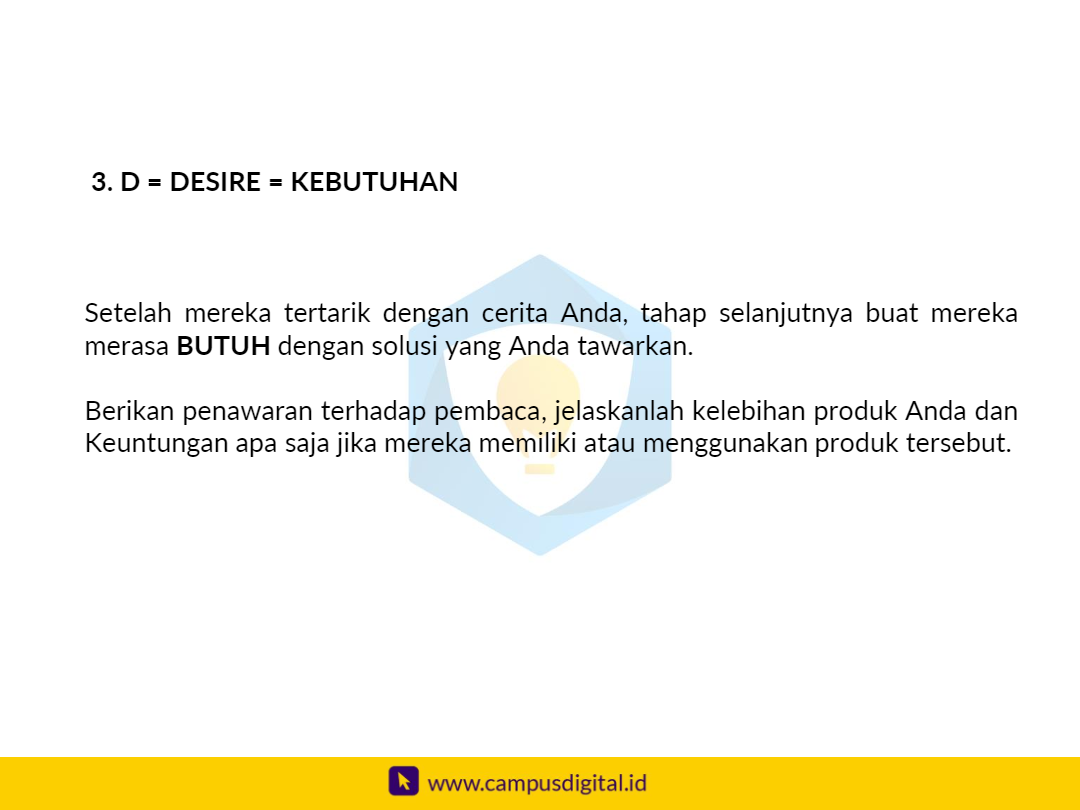 3. D = DESIRE = KEBUTUHAN
Setelah mereka tertarik dengan cerita Anda, tahap selanjutnya buat mereka
merasa BUTUH dengan solusi yang Anda tawarkan.
Berikan penawaran terhadap pembaca, jelaskanlah kelebihan produk Anda dan
Keuntungan apa saja jika mereka memiliki atau menggunakan produk tersebut.
www.campusdigital.id